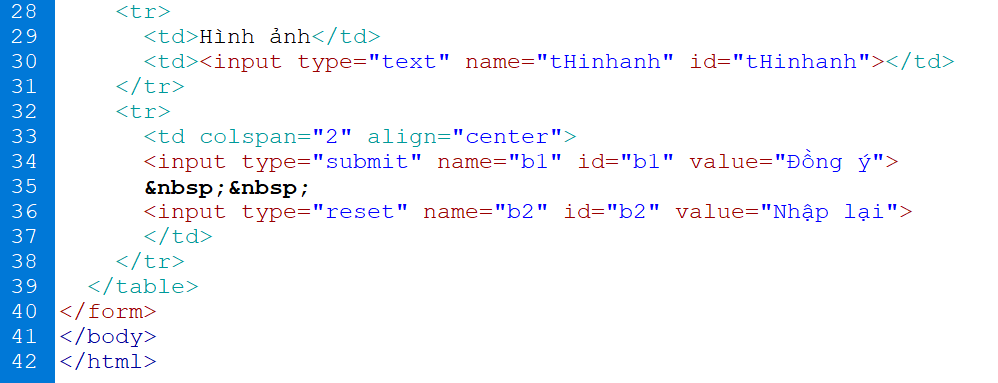 28     <tr>
29       <td>Hình ảnh</td>
30       <td><input type="text" name="tHinhanh" id="tHinhanh"></td>
31     </tr>
32     <tr>
33       <td colspan="2" align="center">
34       <input type="submit" name="b1" id="b1" value="Đồng ý">
35       &nbsp;&nbsp;
36       <input type="reset" name="b2" id="b2" value="Nhập lại">
37       </td>
38     </tr>
39   </table>
40 </form>
41 </body>
42 </html>